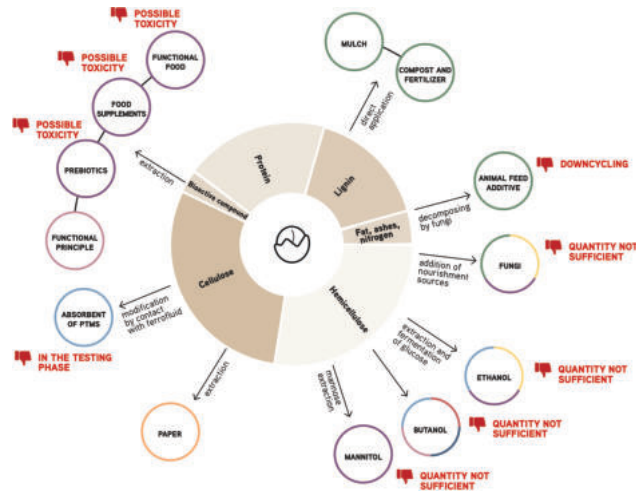 POSSIBLE
TOXICITY
FUNCTIONAL
FOOD
POSSIBLE
TOXICITY
FOOD
SUPPLEMENTS
POSSIBLE
TOXICITY
PREBIOTICS
FUNCTIONAL
PRINCIPLE
extraction
MULCH
COMPOST AND
FERTILIZER
direct
application
Protein
Lignin
Bioactive compound
Fat, ashes,
nitrogen
Cellulose
Hemicellulose
ANIMAL FEED
ADDITIVE
DOWNCYCLING
decomposing
by fungi
FUNGI
QUANTITY NOT
SUFFICIENT
addition of
nourishment
sources
ABSORBENT
OF PTMS
modification
by contact
with ferrofluid
IN THE TESTING
PHASE
extraction and
fermentation
of glucose
ETHANOL
QUANTITY NOT
SUFFICIENT
extraction
PAPER
mannose
extraction
BUTANOL
QUANTITY NOT
SUFFICIENT
MANNITOL
QUANTITY NOT
SUFFICIENT